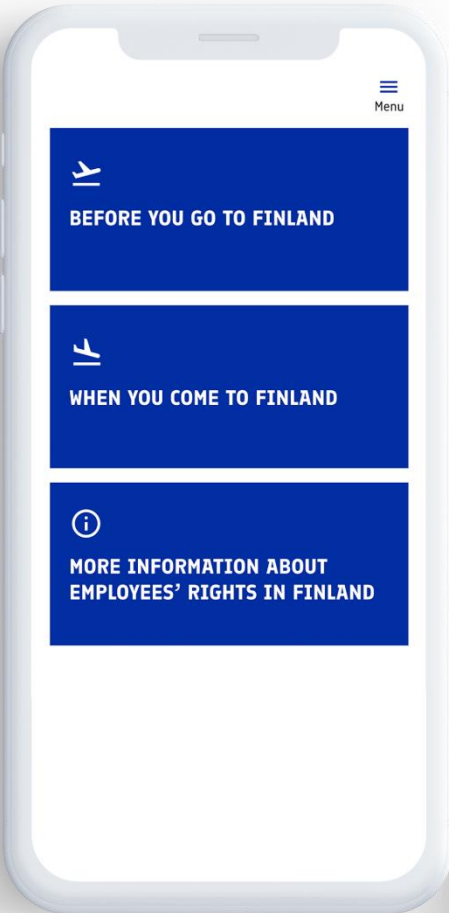 Menu
BEFORE YOU GO TO FINLAND
WHEN YOU COME TO FINLAND
MORE INFORMATION ABOUT
EMPLOYEES’ RIGHTS IN FINLAND